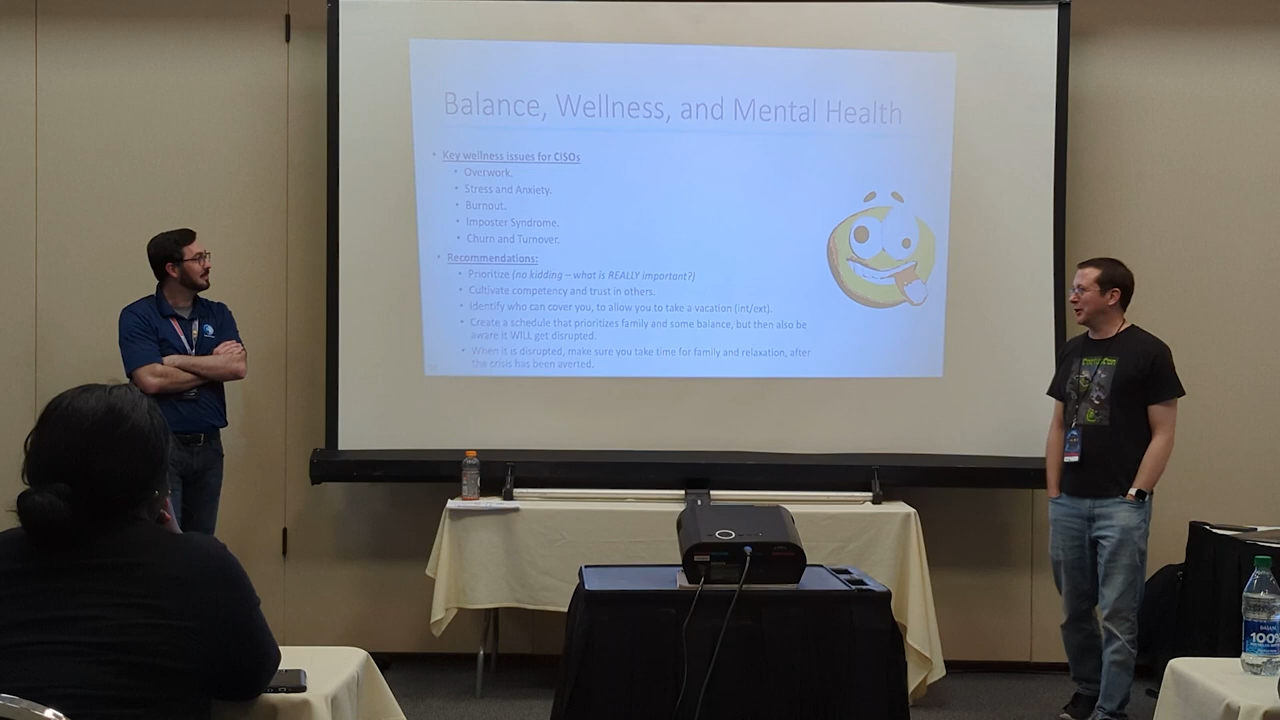 Balance, Wellness, and Mental Health
• Key wellness issues for CISOs
• Overwork.
• Stress and Anxiety.
• Burnout.
• Imposter Syndrome.
• Churn and Turnover.
• Recommendations:
• Prioritize (no kidding – what is REALLY important?)
• Cultivate competency and trust in others.
• Identify who can cover you, to allow you to take a vacation (int/ext).
• Create a schedule that prioritizes family and some balance, but then also be
aware it WILL get disrupted.
• When it is disrupted, make sure you take time for family and relaxation, after
the crisis has been averted.
100%